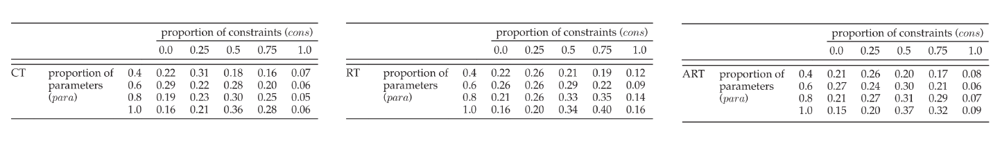 proportion of constraints (cons)
0.0 0.25 0.5 0.75 1.0
CT proportion of 0.4 0.22 0.31 0.18 0.16 0.07
parameters 0.6 0.29 0.22 0.28 0.20 0.06
(para) 0.8 0.19 0.23 0.30 0.25 0.05
1.0 0.16 0.21 0.36 0.28 0.06
proportion of constraints (cons)
0.0 0.25 0.5 0.75 1.0
RT proportion of 0.4 0.22 0.26 0.21 0.19 0.12
parameters 0.6 0.26 0.26 0.29 0.22 0.09
(para) 0.8 0.21 0.26 0.33 0.35 0.14
1.0 0.16 0.20 0.34 0.40 0.16
proportion of constraints (cons)
0.0 0.25 0.5 0.75 1.0
ART proportion of 0.4 0.21 0.26 0.20 0.17 0.08
parameters 0.6 0.27 0.24 0.30 0.21 0.06
(para) 0.8 0.21 0.27 0.31 0.29 0.07
1.0 0.15 0.20 0.37 0.32 0.09